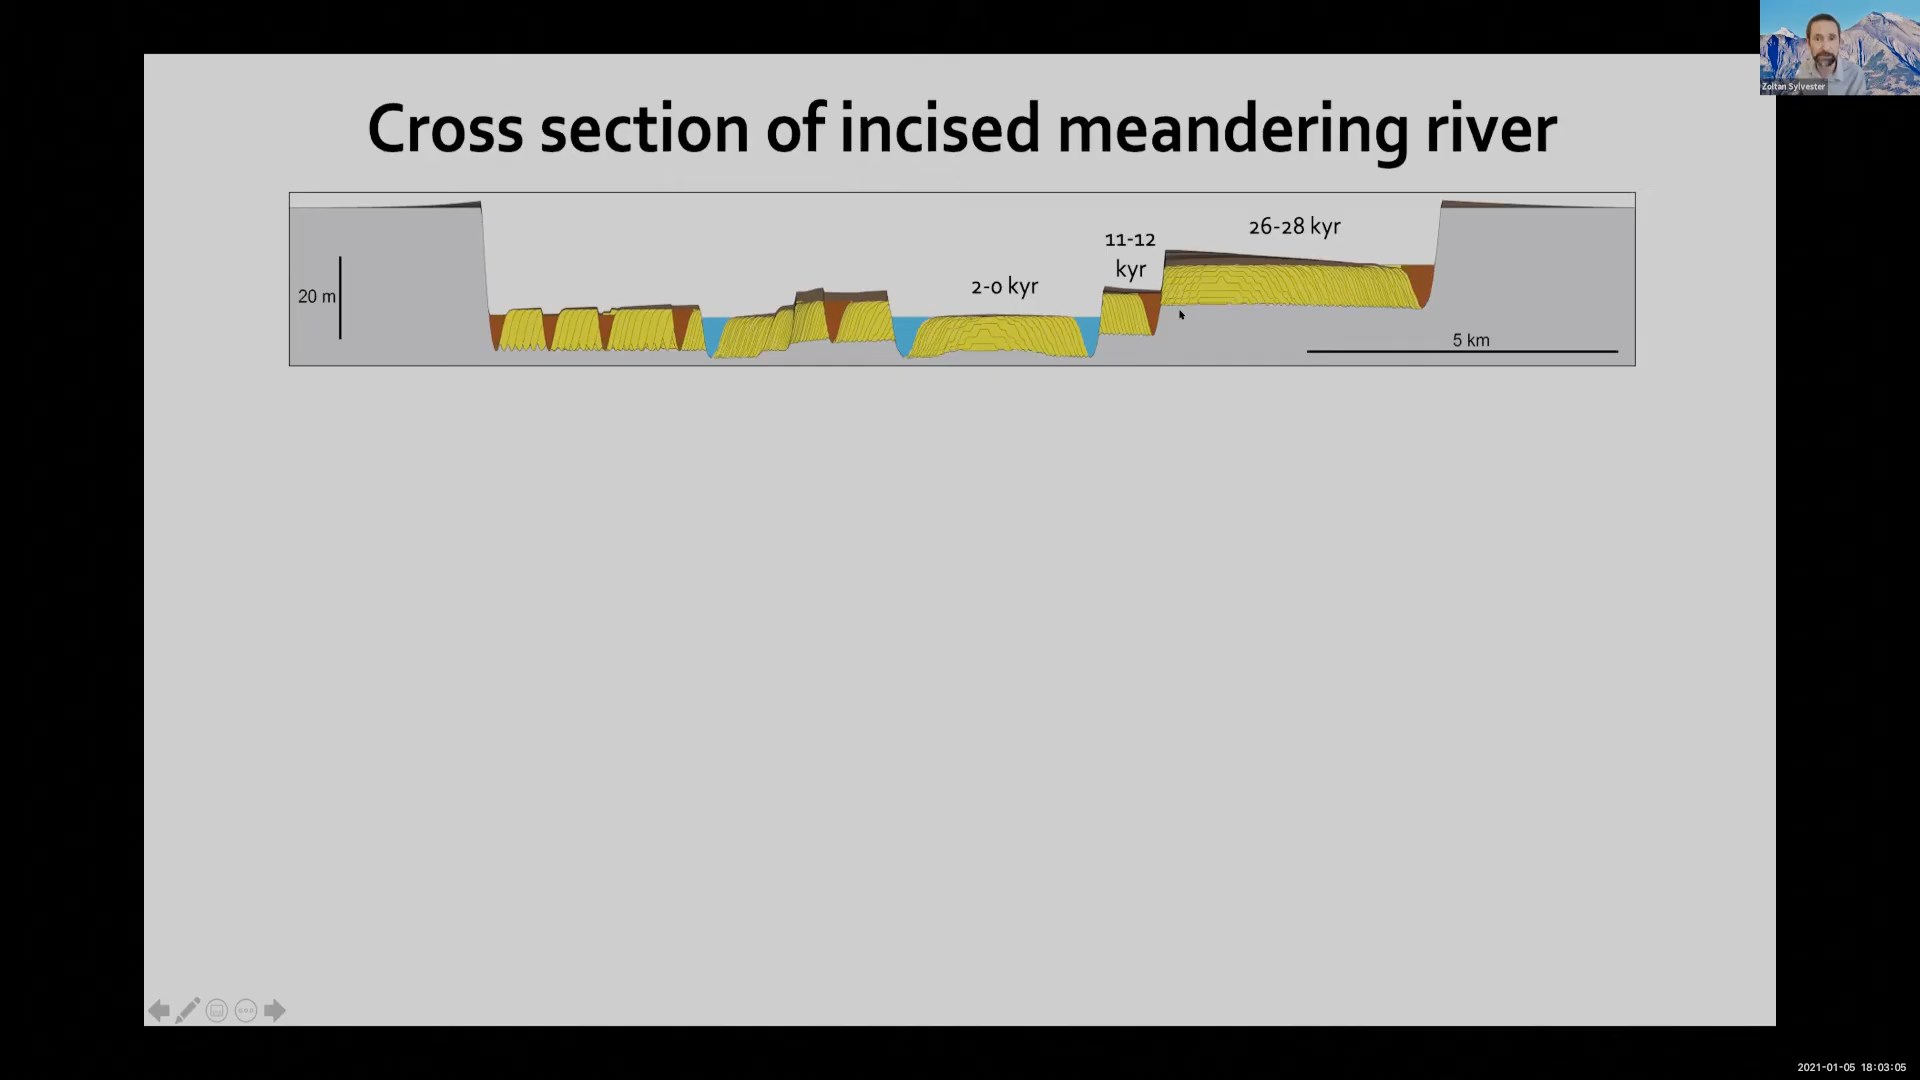 Zoltan Sylvester
Cross section of incised meandering river
26-28 kyr
11-12
kyr
2-0 kyr
20 m
5 km
2021-01-05 18:03:05